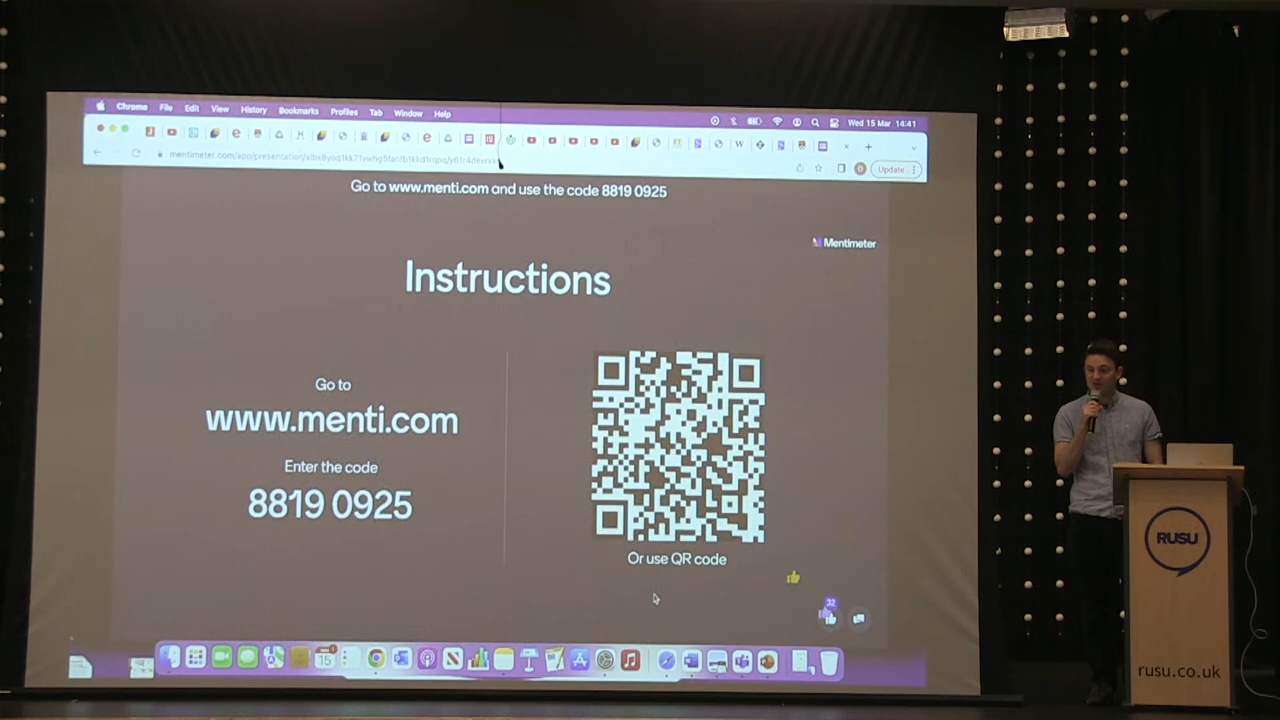 Chrome File Edit View History Bookmarks Profiles Tab Window Help
Wed 15 Mar 14:41
Update
Go to www.menti.com and use the code 8819 0925
Mentimeter
Instructions
Go to
www.menti.com
Enter the code
8819 0925
Or use QR code
32
RUSU
rusu.co.uk